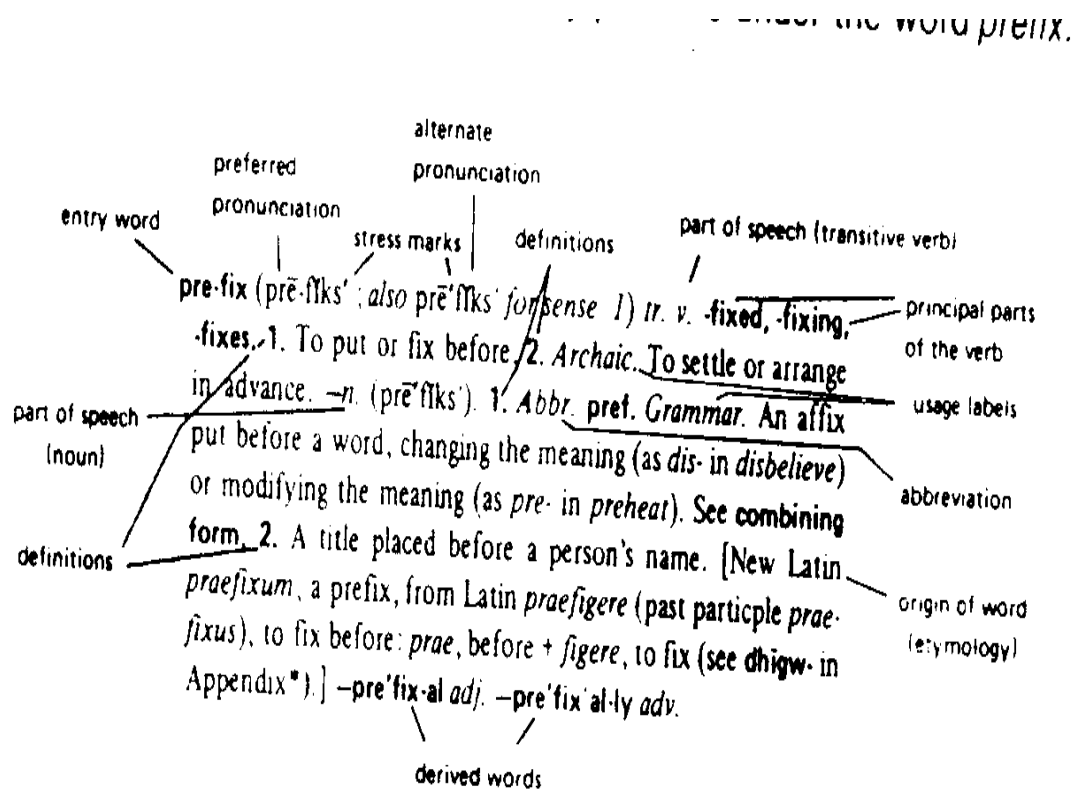 under the word prefix.
alternate
pronunciation
preferred
pronunciation
entry word
stress marks
definitions
part of speech (transitive verb)
pre·fix (prē·fĭks′ ; also prē′fĭks′ for sense 1) tr. v. -fixed, -fixing,
principal parts
of the verb
-fixes. 1. To put or fix before. 2. Archaic. To settle or arrange
in advance. –n. (prē′fĭks′). 1. Abbr. pref. Grammar. An affix
usage labels
part of speech
(noun)
put before a word, changing the meaning (as dis- in disbelieve)
or modifying the meaning (as pre- in preheat). See combining
abbreviation
form. 2. A title placed before a person's name. [New Latin
definitions
praefixum, a prefix, from Latin praefigere (past particple prae-
origin of word
(etymology)
fixus), to fix before: prae, before + figere, to fix (see dhigw- in
Appendix*).] –pre′fix·al adj. –pre′fix′al·ly adv.
derived words